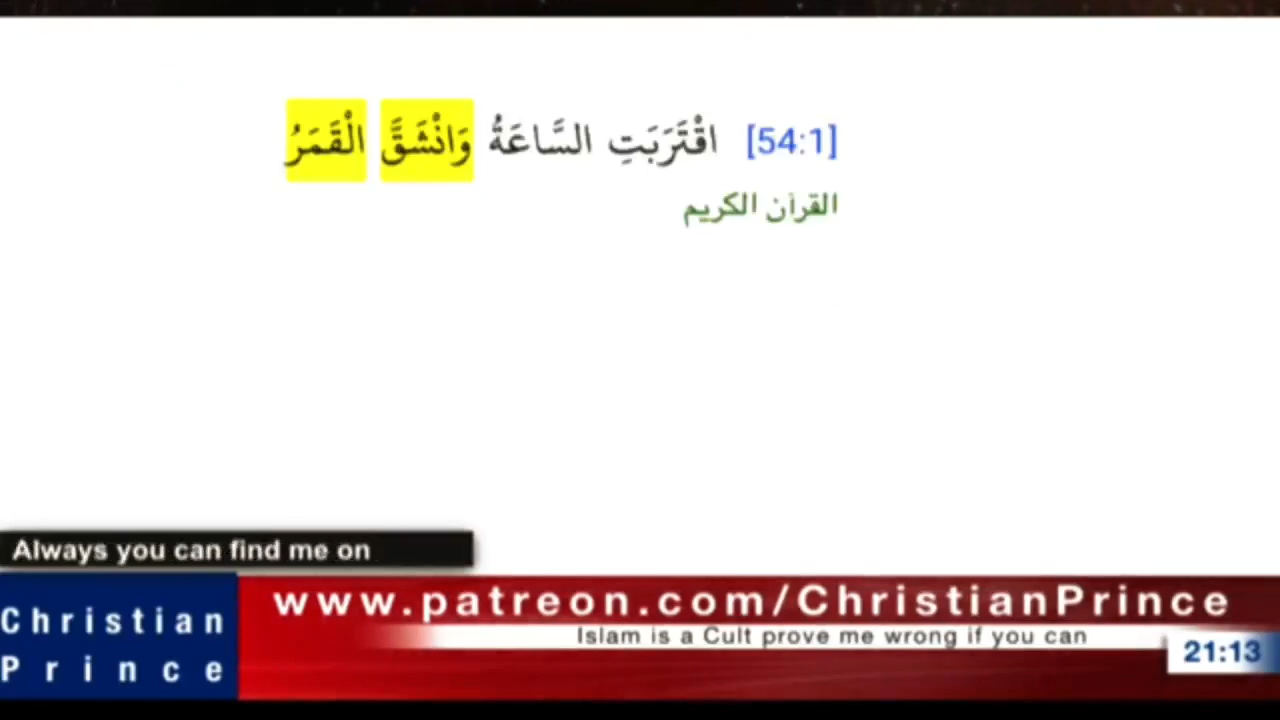 [54:1] اقْتَرَبَتِ السَّاعَةُ وَانْشَقَّ الْقَمَرُ
القرآن الكريم
Always you can find me on
Christian
Prince
www.patreon.com/ChristianPrince
Islam is a Cult prove me wrong if you can
21:13